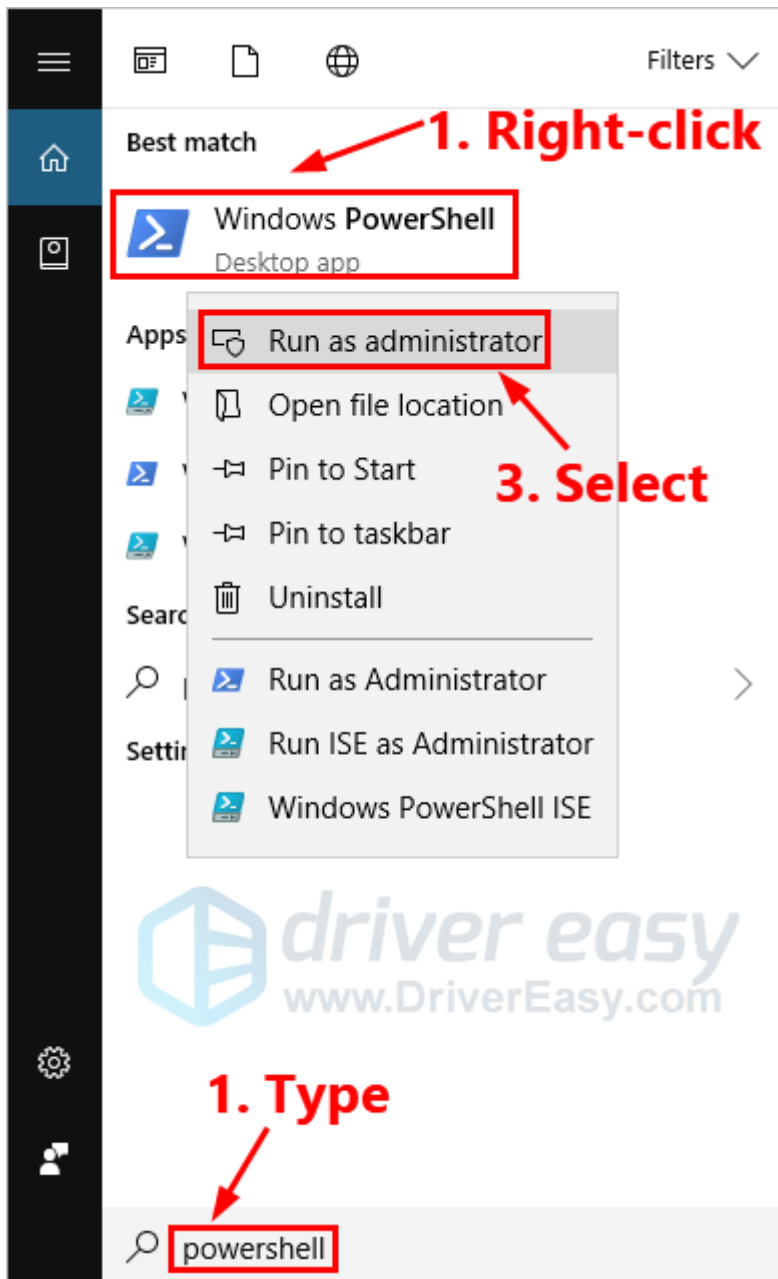 Filters
1. Right-click
Best match
Windows PowerShell
Desktop app
Apps
Run as administrator
Open file location
3. Select
Pin to Start
Pin to taskbar
Uninstall
Searc
Run as Administrator
Run ISE as Administrator
Settin
Windows PowerShell ISE
driver easy
www.DriverEasy.com
1. Type
powershell